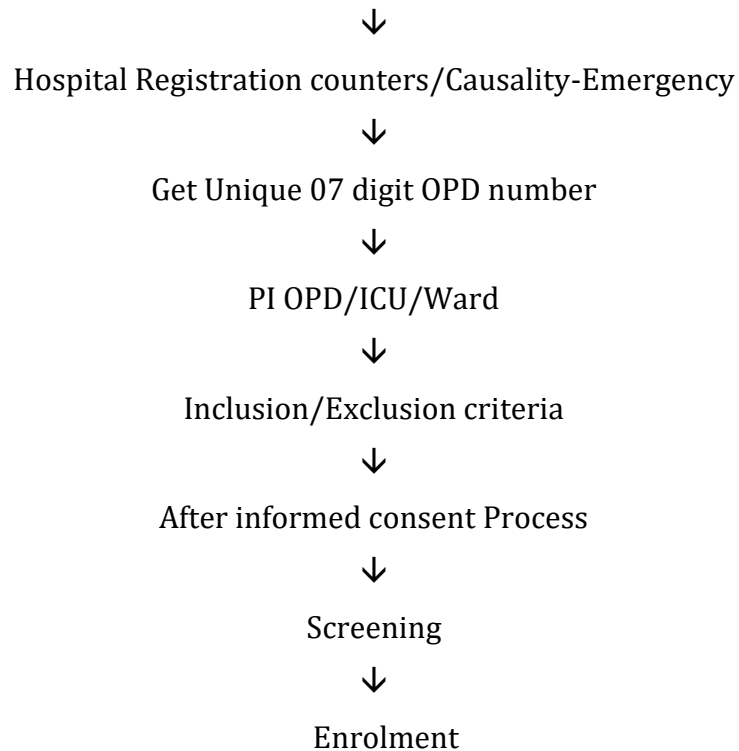 ↓
Hospital Registration counters/Causality-Emergency
↓
Get Unique 07 digit OPD number
↓
PI OPD/ICU/Ward
↓
Inclusion/Exclusion criteria
↓
After informed consent Process
↓
Screening
↓
Enrolment